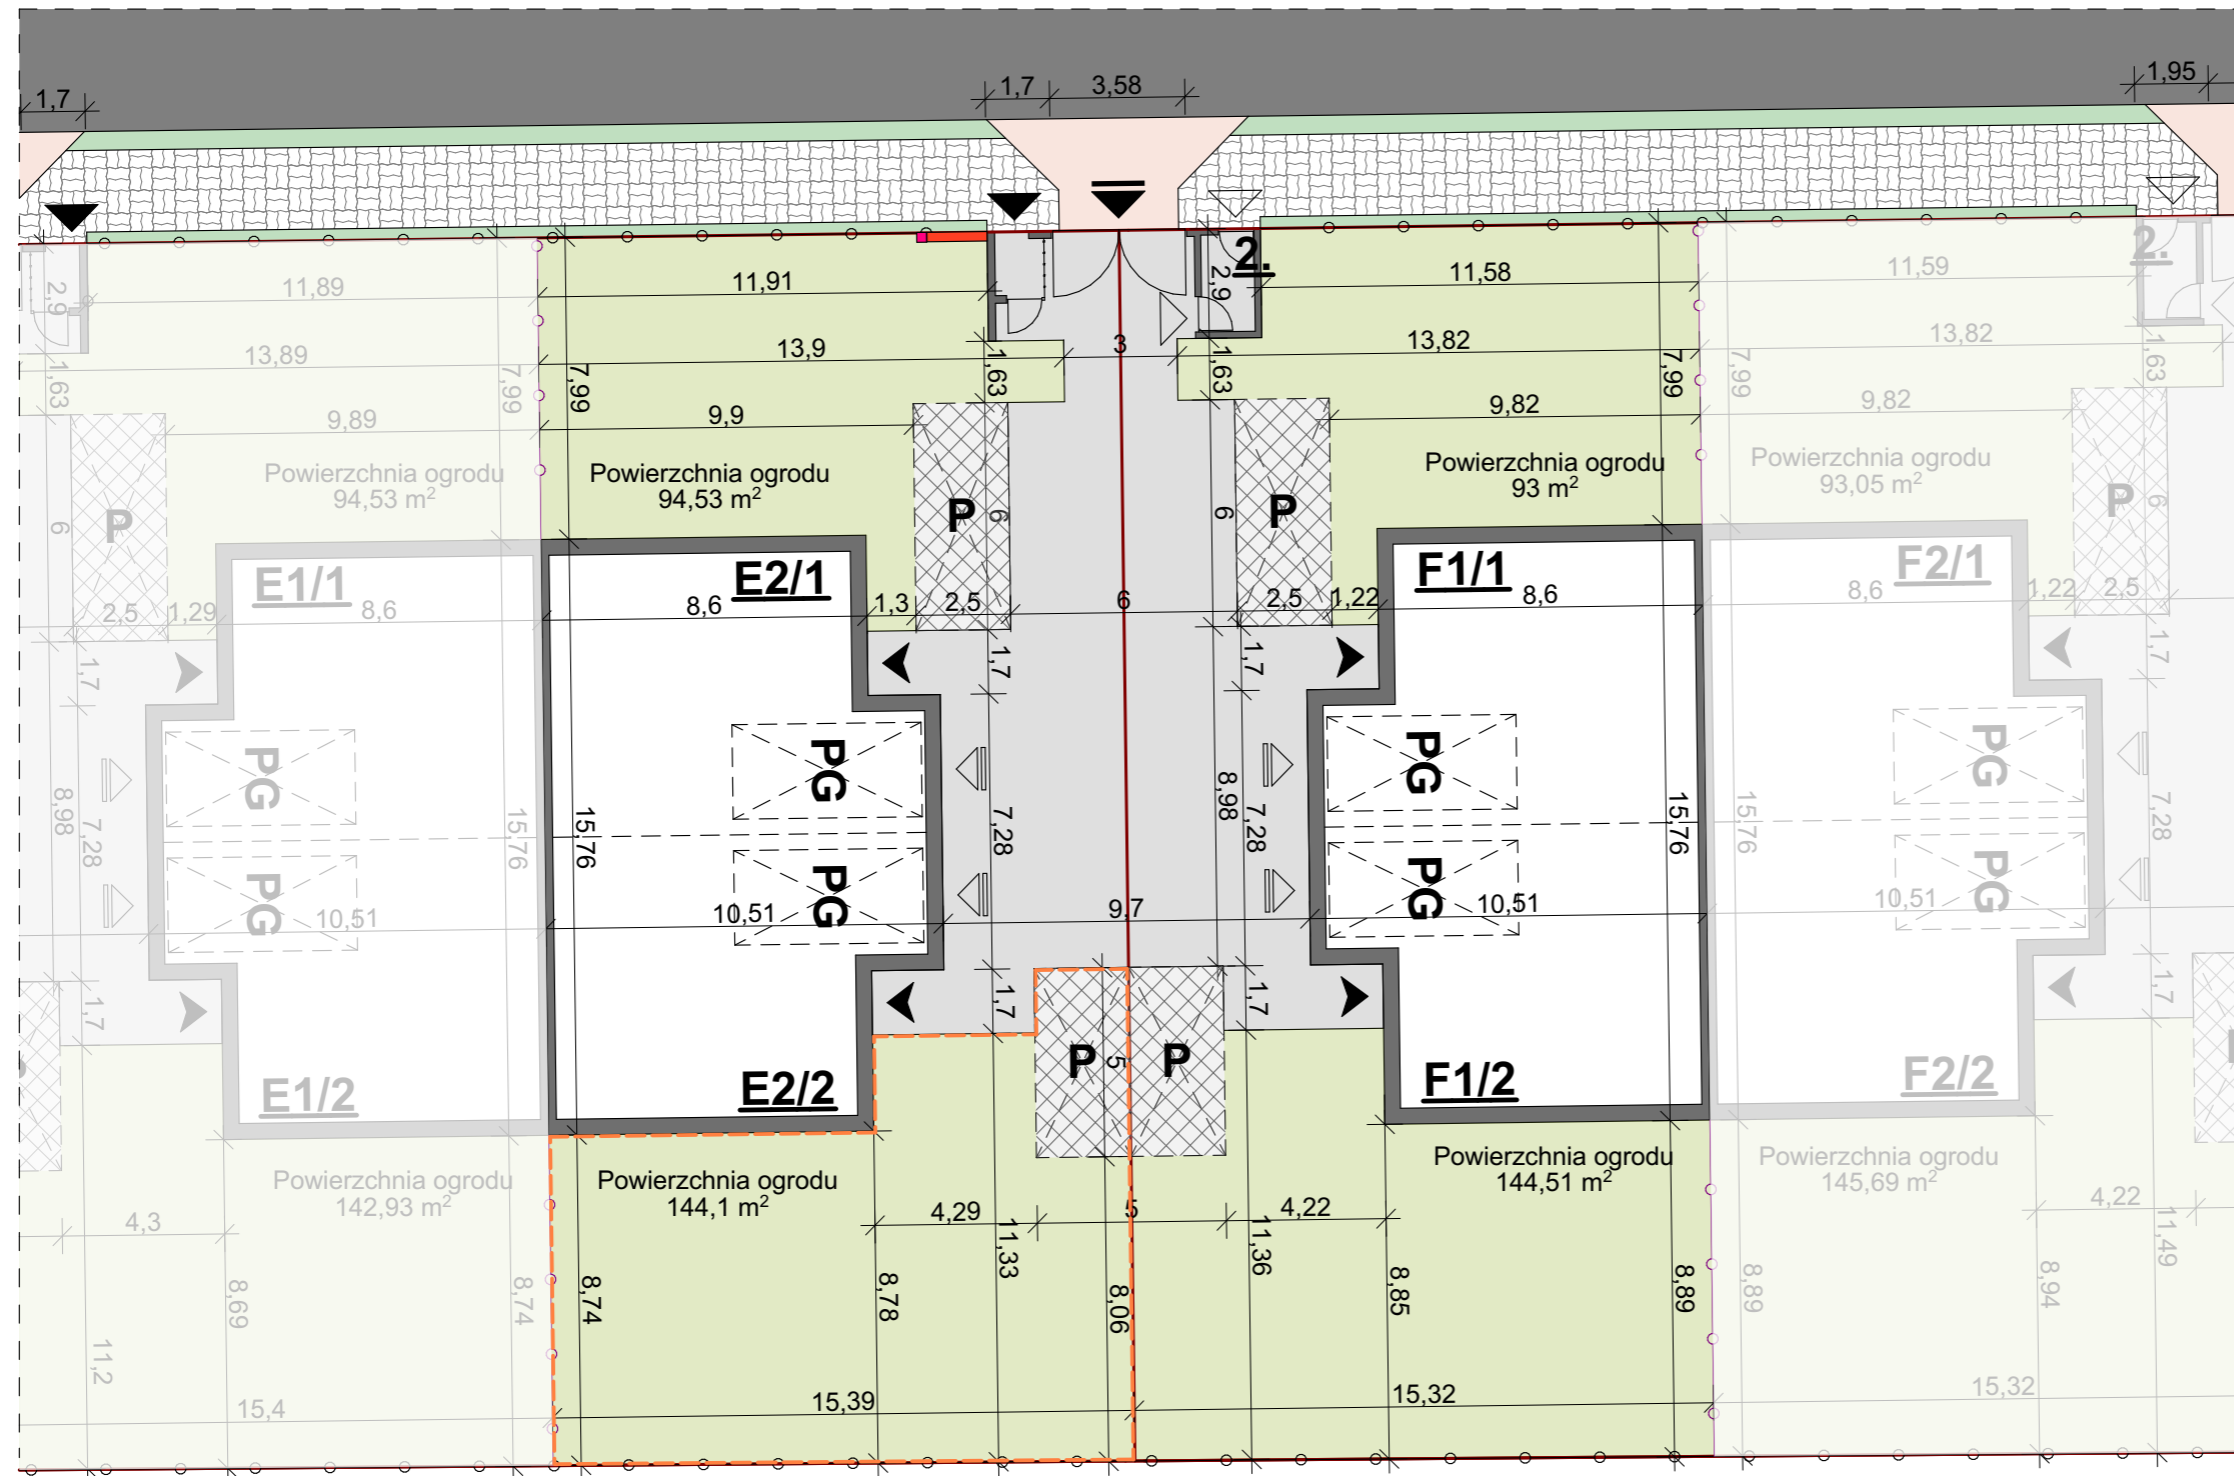 1,7
1,7
3,58
1,95
2.
2.
2,9
11,89
11,91
2,9
11,58
11,59
13,89
13,9
3
13,82
13,82
1,63
7,99
7,99
1,63
1,63
7,99
7,99
1,63
9,89
9,9
9,82
9,82
Powierzchnia ogrodu
94,53 m²
Powierzchnia ogrodu
94,53 m²
Powierzchnia ogrodu
93 m²
Powierzchnia ogrodu
93,05 m²
6
P
P
6
6
P
P
6
E1/1
E2/1
F1/1
F2/1
2,5
1,29
8,6
8,6
1,3
2,5
6
2,5
1,22
8,6
8,6
1,22
2,5
1,7
1,7
1,7
1,7
PG
PG
PG
PG
8,98
7,28
15,76
15,76
7,28
8,98
7,28
15,76
15,76
7,28
PG
PG
PG
PG
10,51
10,51
9,7
10,51
10,51
1,7
1,7
1,7
1,7
P
5
P
E1/2
E2/2
F1/2
F2/2
Powierzchnia ogrodu
142,93 m²
Powierzchnia ogrodu
144,1 m²
Powierzchnia ogrodu
144,51 m²
Powierzchnia ogrodu
145,69 m²
4,3
4,29
5
4,22
4,22
11,33
11,36
11,49
8,69
8,74
8,74
8,78
8,06
8,85
8,89
8,89
8,94
11,2
15,4
15,39
15,32
15,32